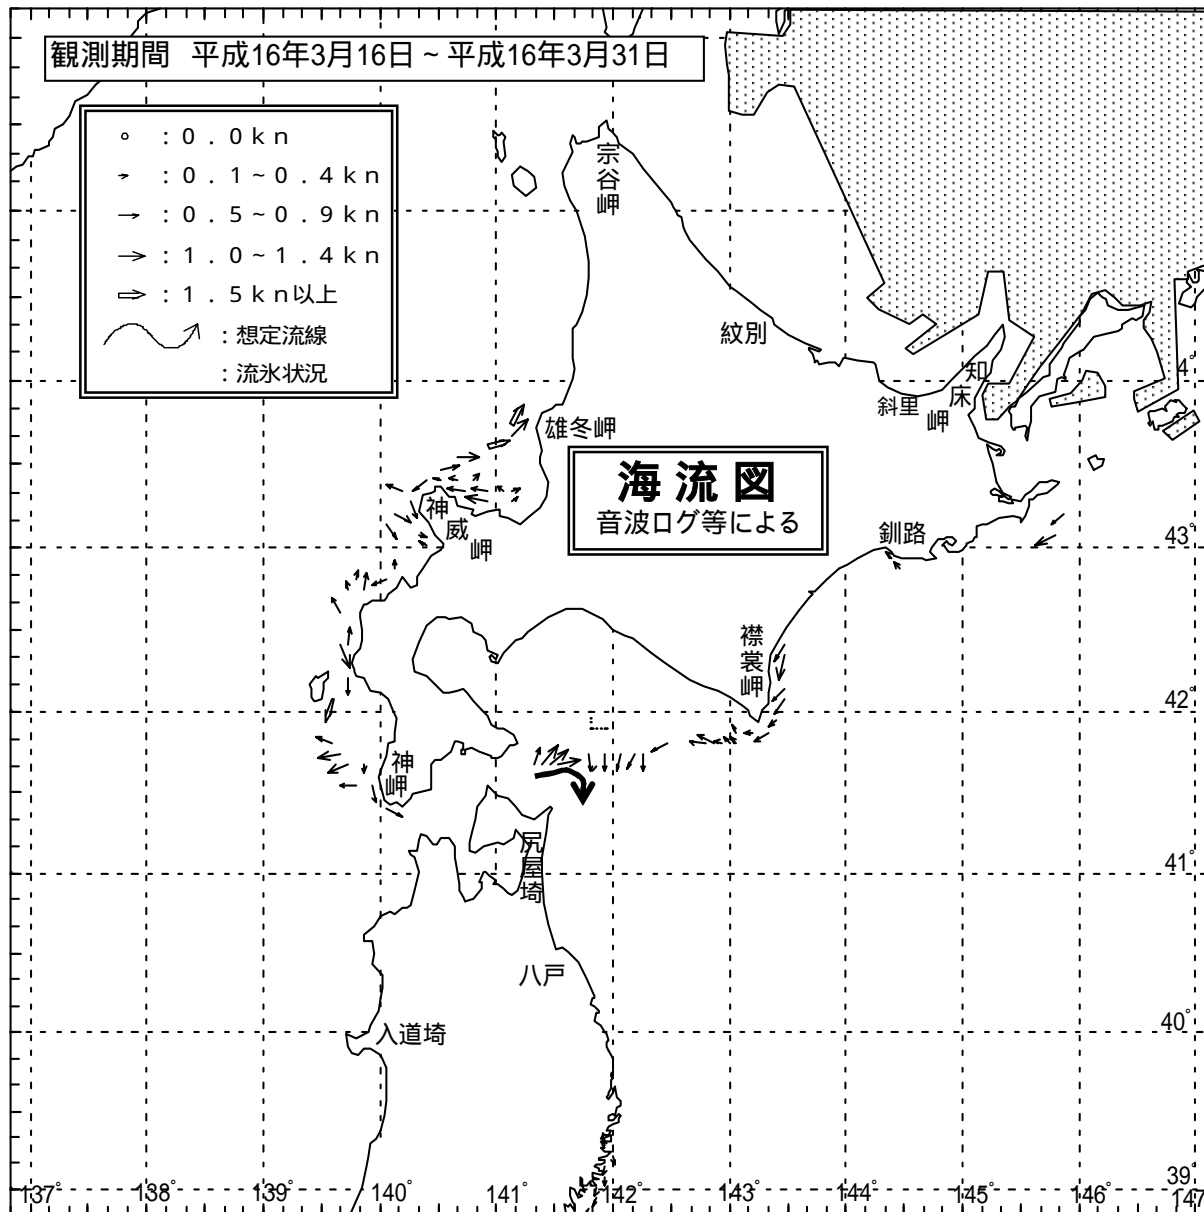 観測期間 平成16年3月16日 ~ 平成16年3月31日
: 0 . 0 k n
: 0 . 1 ~ 0 . 4 k n
: 0 . 5 ~ 0 . 9 k n
: 1 . 0 ~ 1 . 4 k n
: 1 . 5 k n以上
: 想定流線
: 流氷状況
宗谷岬
紋別
知床岬
斜里
雄冬岬
海 流 図
音波ログ等による
神威岬
釧路
襟裳岬
神岬
尻屋埼
八戸
入道埼
4°
43°
42°
41°
40°
39°
137° 138° 139° 140° 141° 142° 143° 144° 145° 146° 147